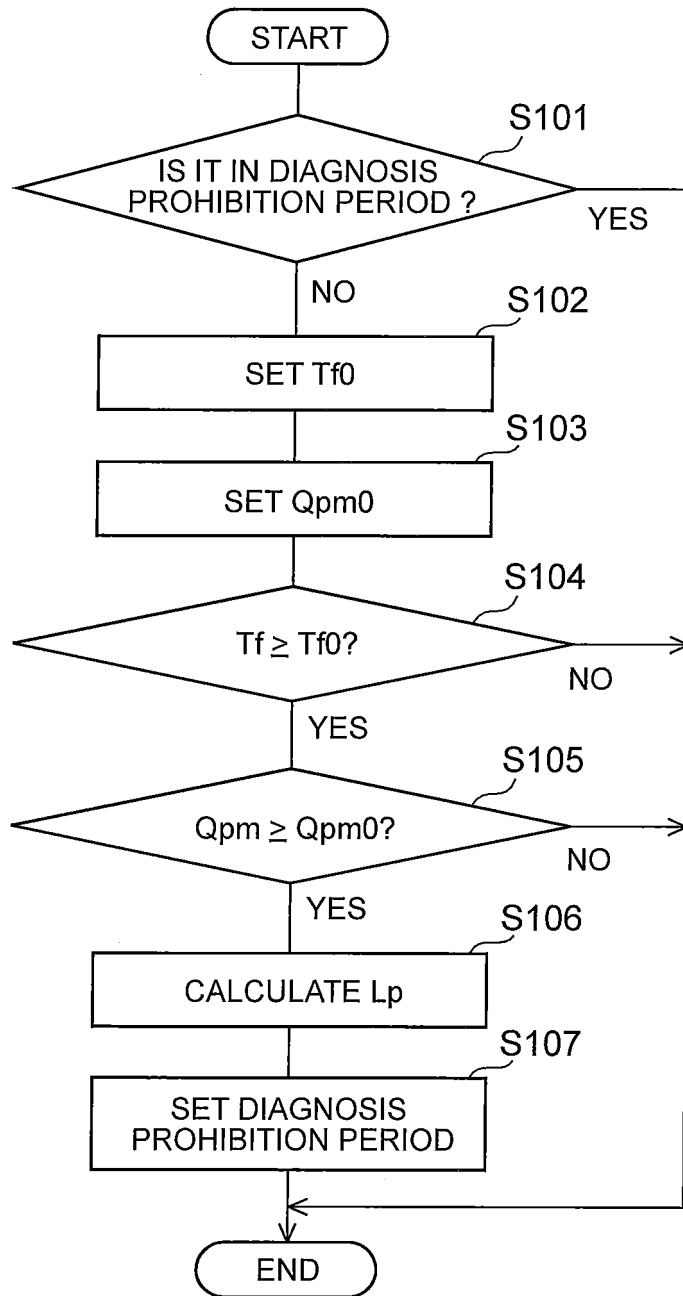 START
S101
IS IT IN DIAGNOSIS
PROHIBITION PERIOD ?
YES
NO
S102
SET Tf0
S103
SET Qpm0
S104
Tf ≥ Tf0?
NO
YES
S105
Qpm ≥ Qpm0?
NO
YES
S106
CALCULATE Lp
S107
SET DIAGNOSIS
PROHIBITION PERIOD
END